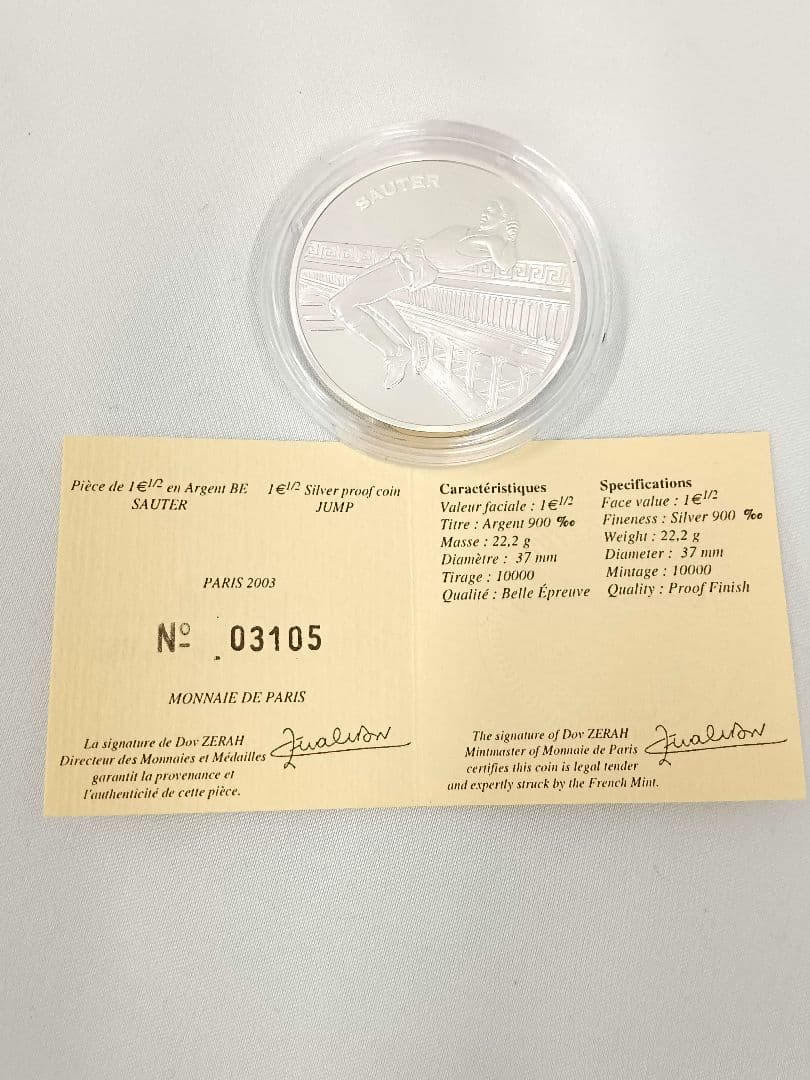 SAUTER
Pièce de 1€1/2 en Argent BE
SAUTER
1€1/2 Silver proof coin
JUMP
PARIS 2003
Nº 03105
MONNAIE DE PARIS
La signature de Dov ZERAH
Directeur des Monnaies et Médailles
garantit la provenance et
l'authenticité de cette pièce.
Caractéristiques
Valeur faciale : 1€1/2
Titre : Argent 900 ‰
Masse : 22,2 g
Diamètre : 37 mm
Tirage : 10000
Qualité : Belle Épreuve
Specifications
Face value : 1€1/2
Fineness : Silver 900 ‰
Weight : 22,2 g
Diameter : 37 mm
Mintage : 10000
Quality : Proof Finish
The signature of Dov ZERAH
Mintmaster of Monnaie de Paris
certifies this coin is legal tender
and expertly struck by the French Mint.